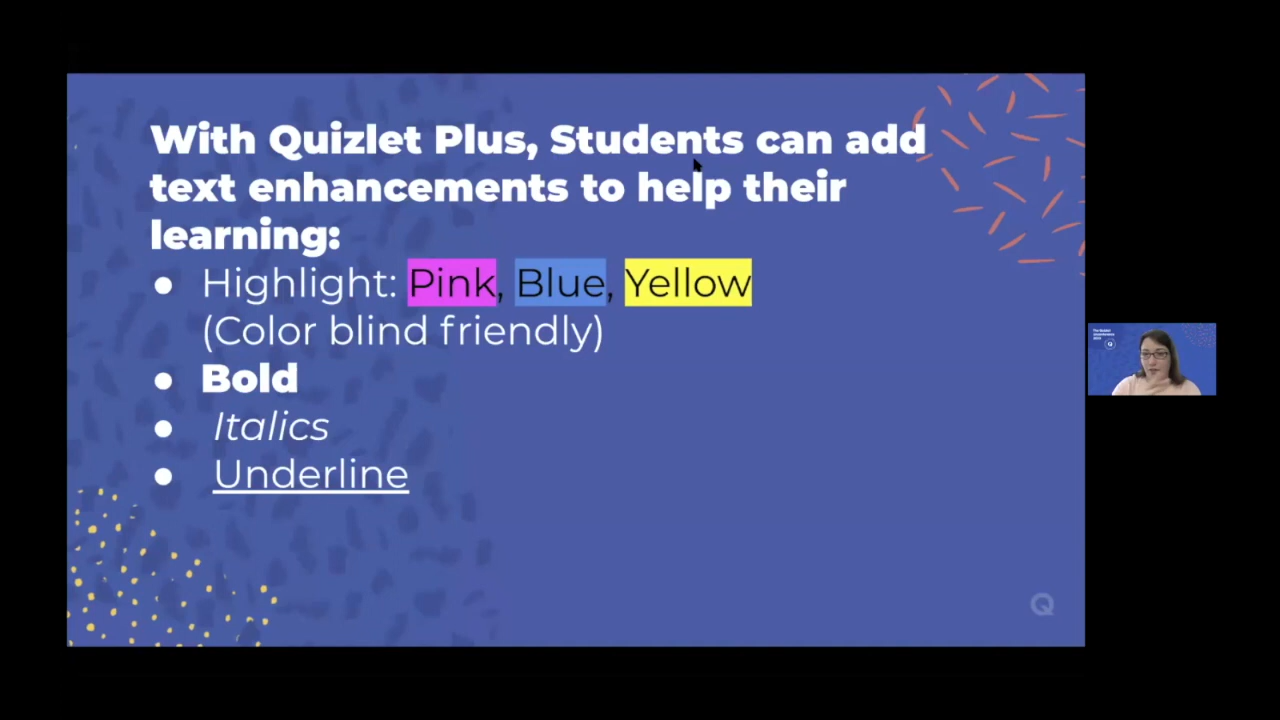 With Quizlet Plus, Students can add
text enhancements to help their
learning:
● Highlight: Pink, Blue, Yellow
(Color blind friendly)
● Bold
● Italics
● Underline
Q